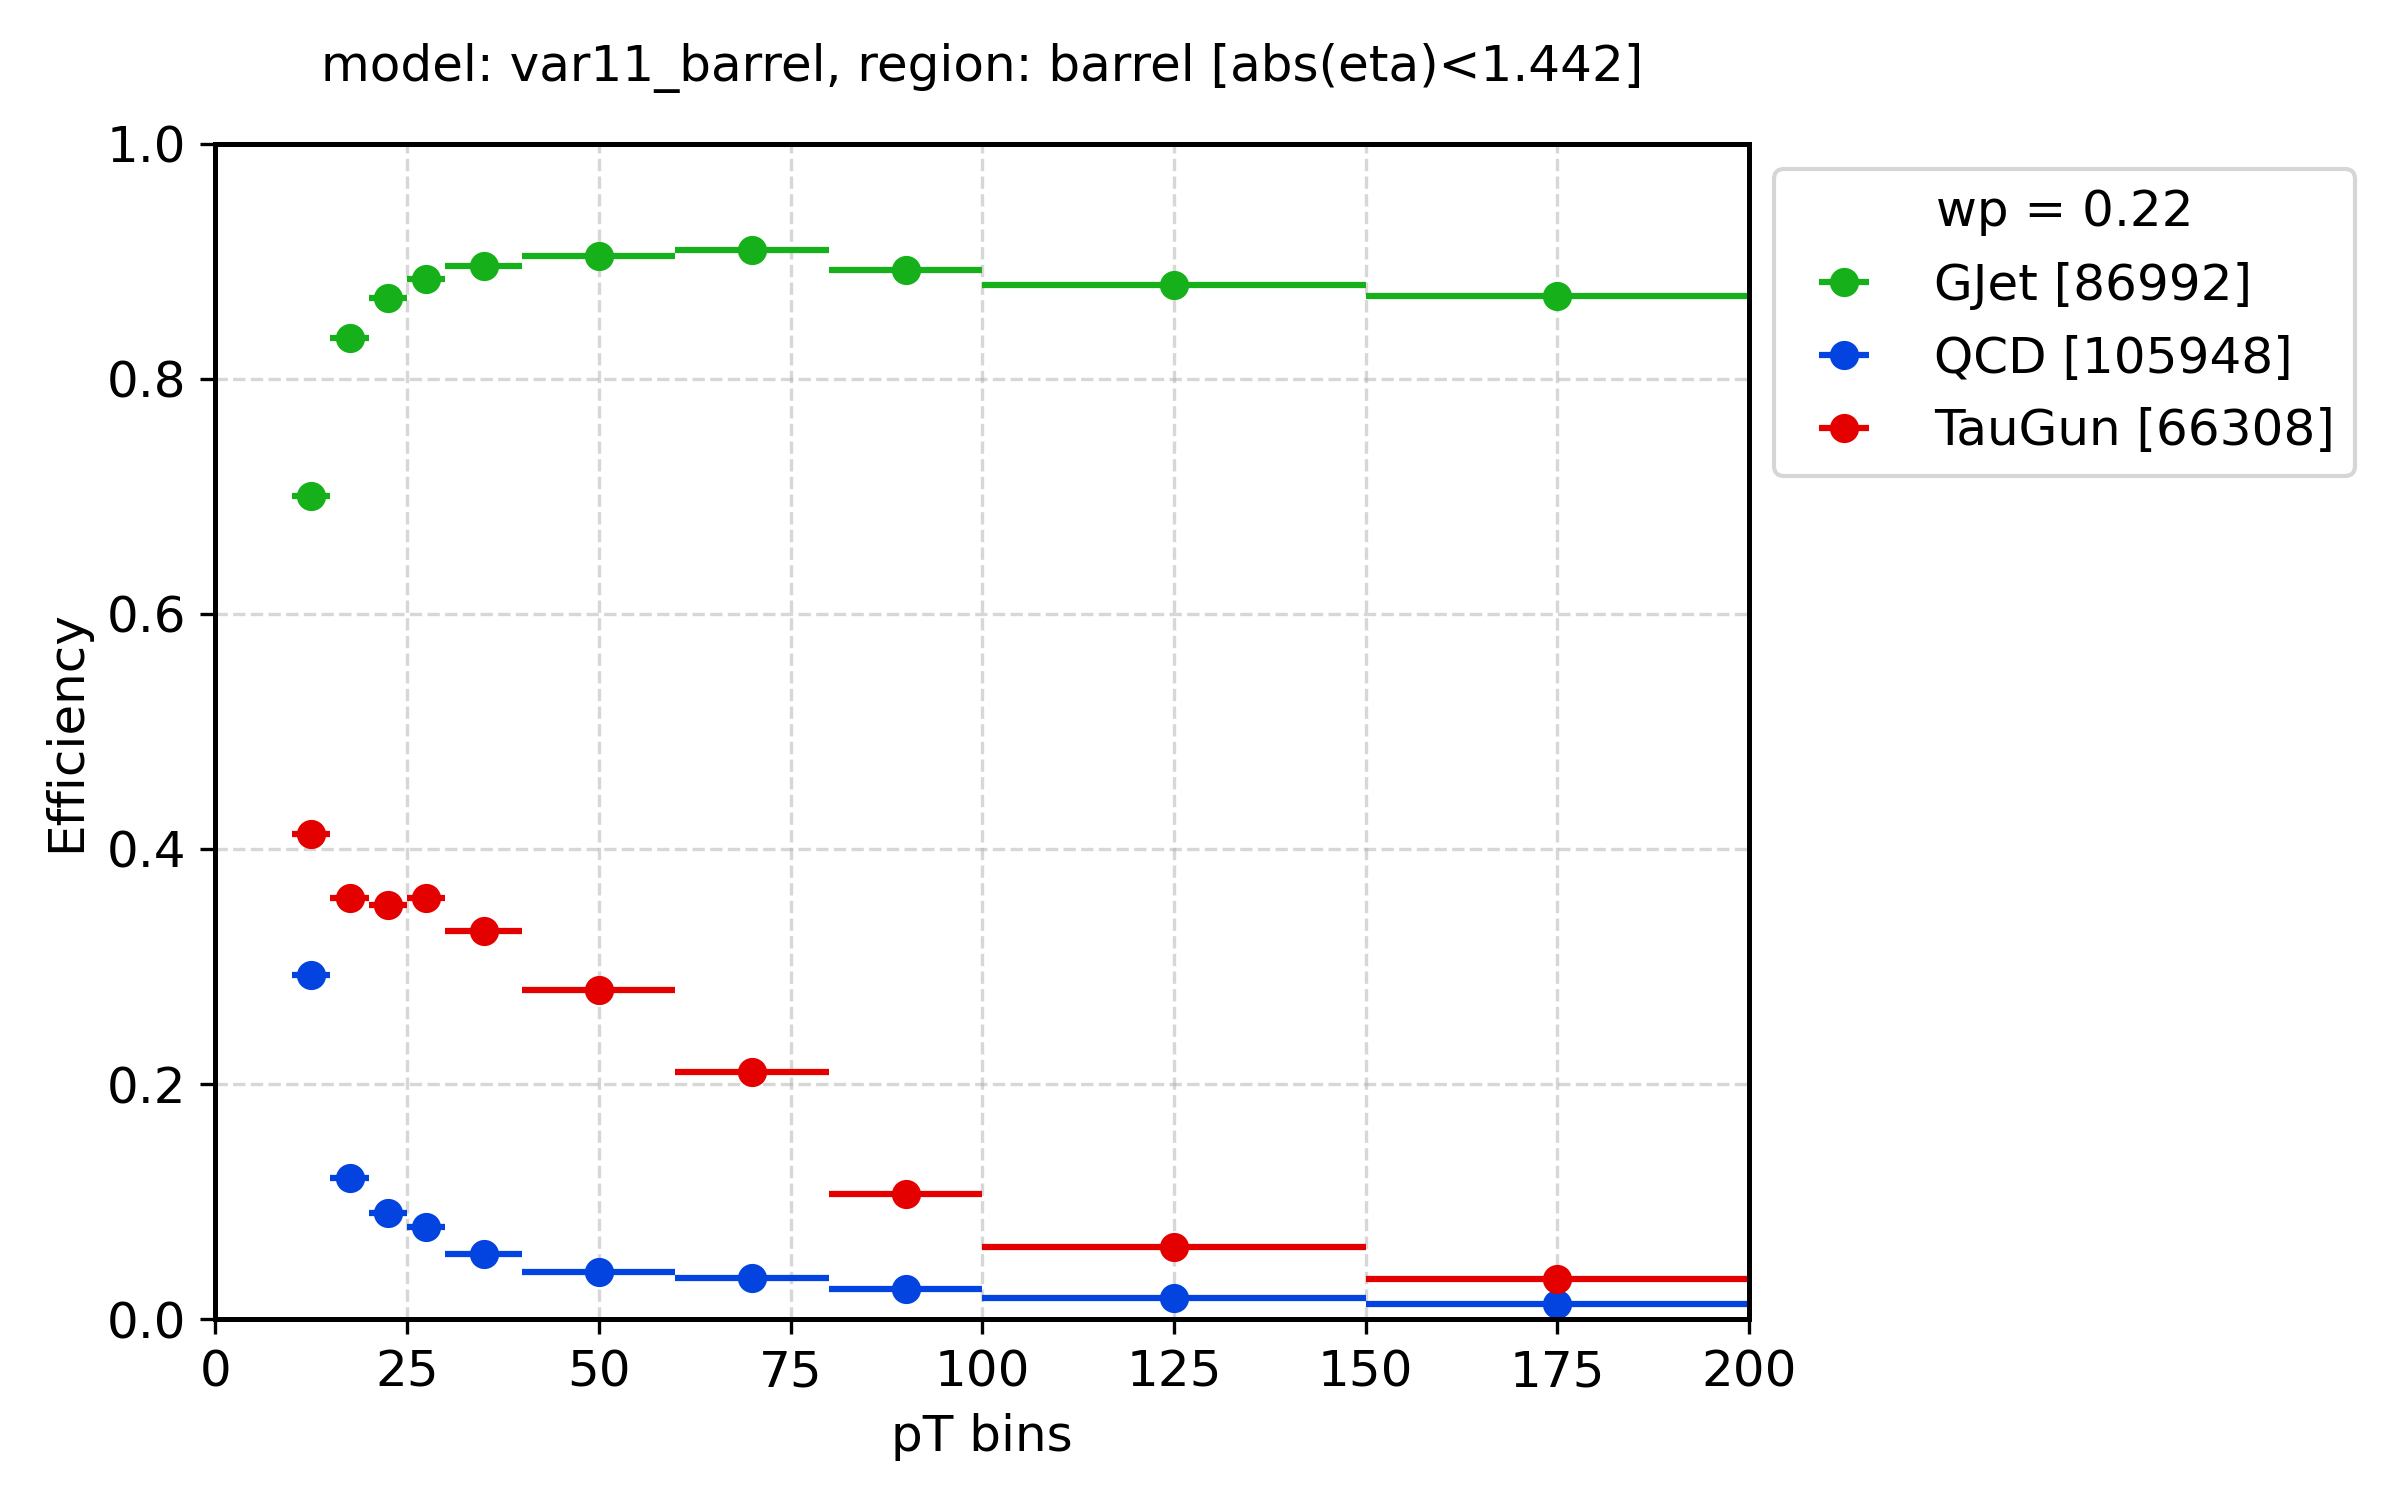 model: var11_barrel, region: barrel [abs(eta)<1.442]
1.0
0.8
0.6
0.4
0.2
0.0
Efficiency
0 25 50 75 100 125 150 175 200
pT bins
wp = 0.22
GJet [86992]
QCD [105948]
TauGun [66308]